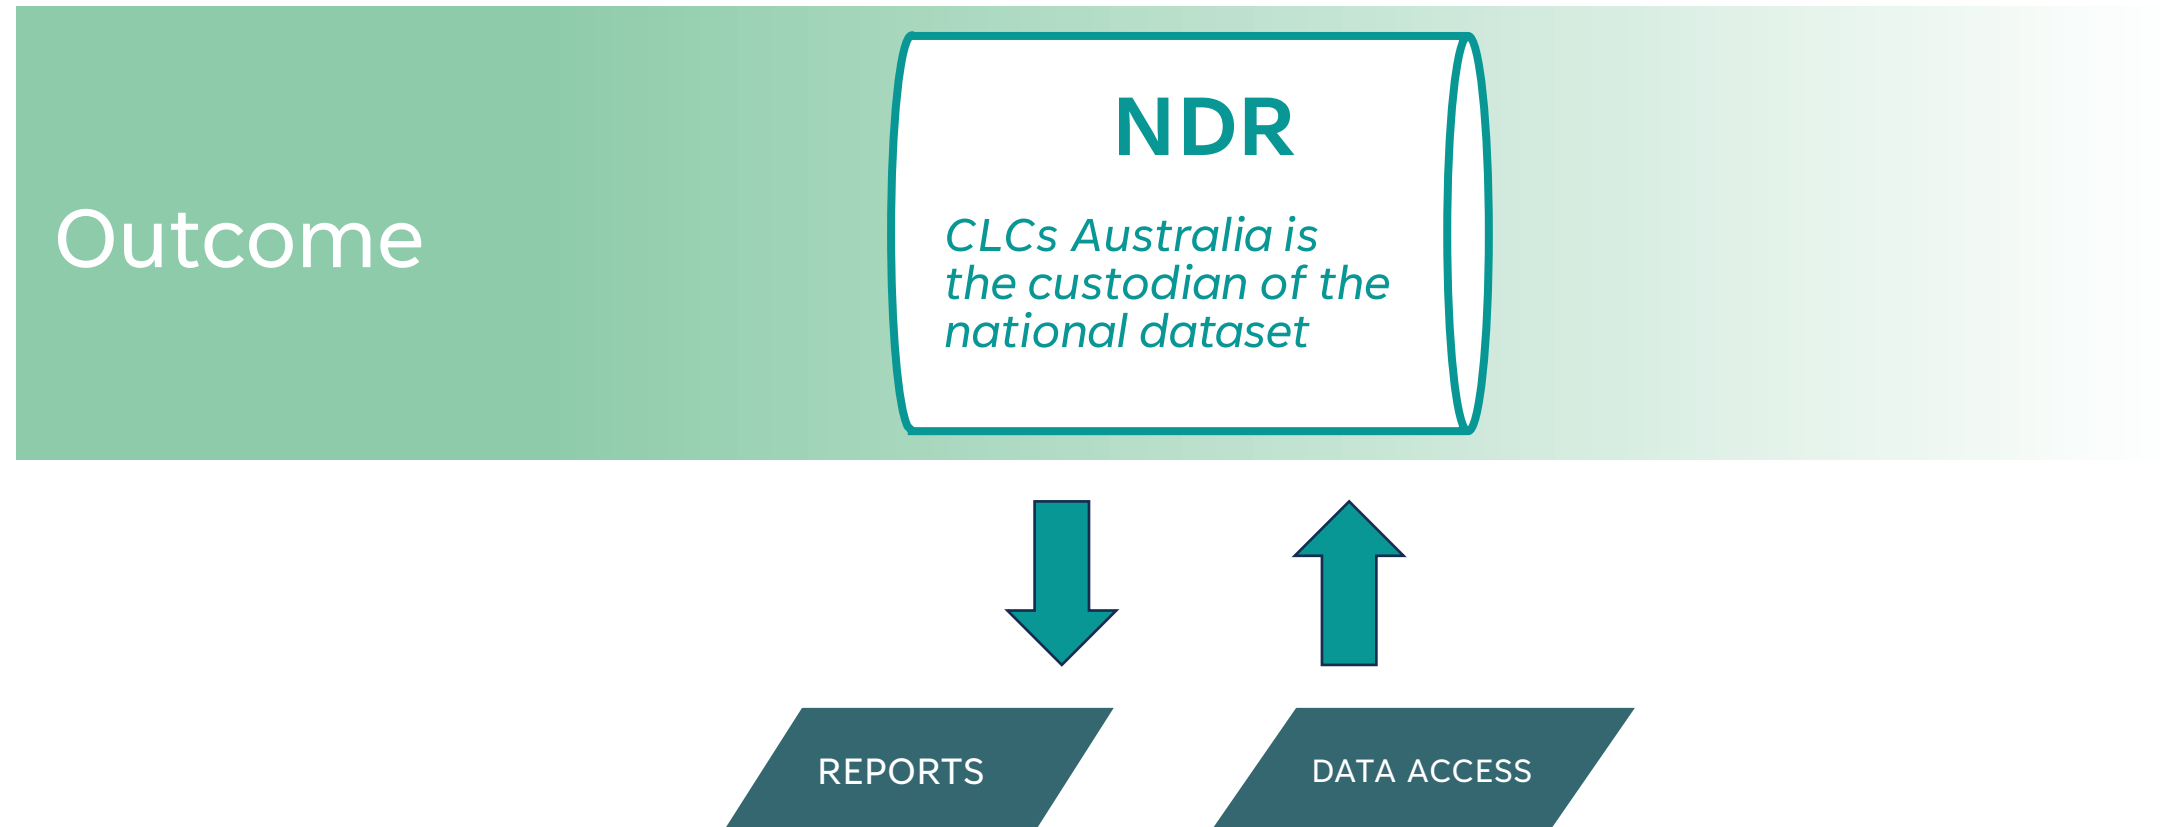 Outcome
NDR
CLCs Australia is
the custodian of the
national dataset
REPORTS
DATA ACCESS